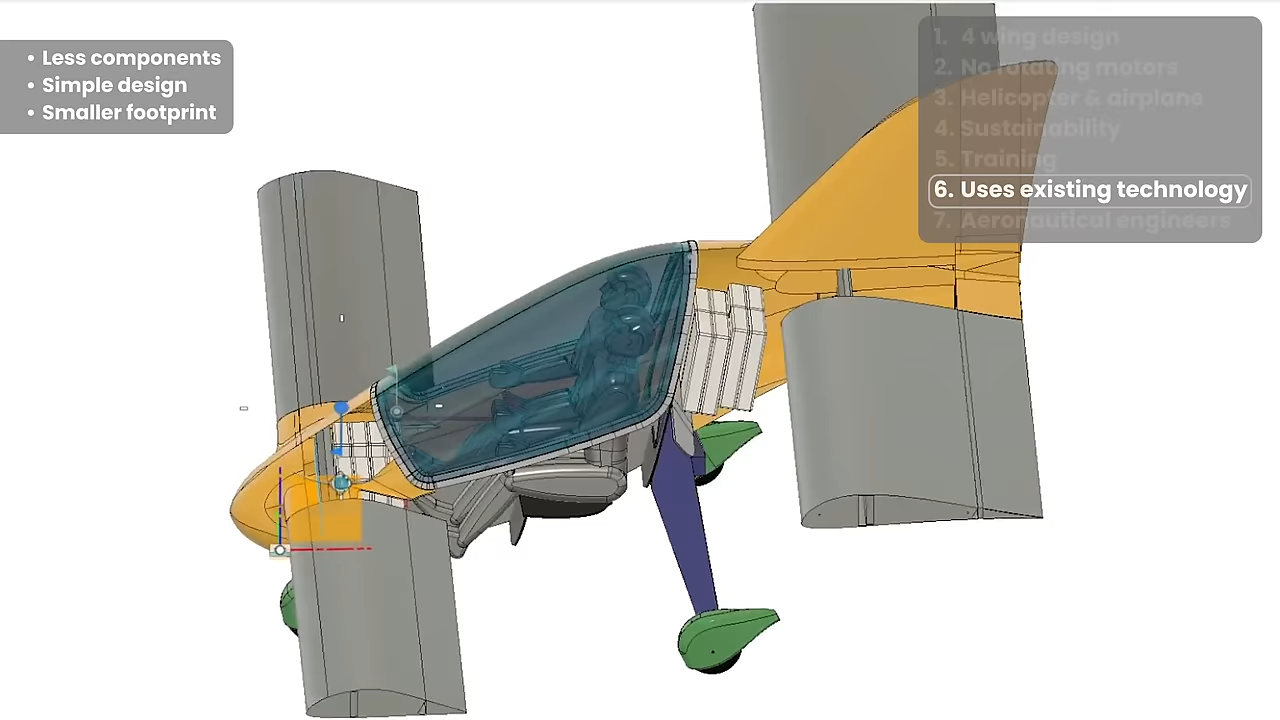 • Less components
• Simple design
• Smaller footprint
1. 4 wing design
2. No rotating motors
3. Helicopter & airplane
4. Sustainability
5. Training
6. Uses existing technology
7. Aeronautical engineers